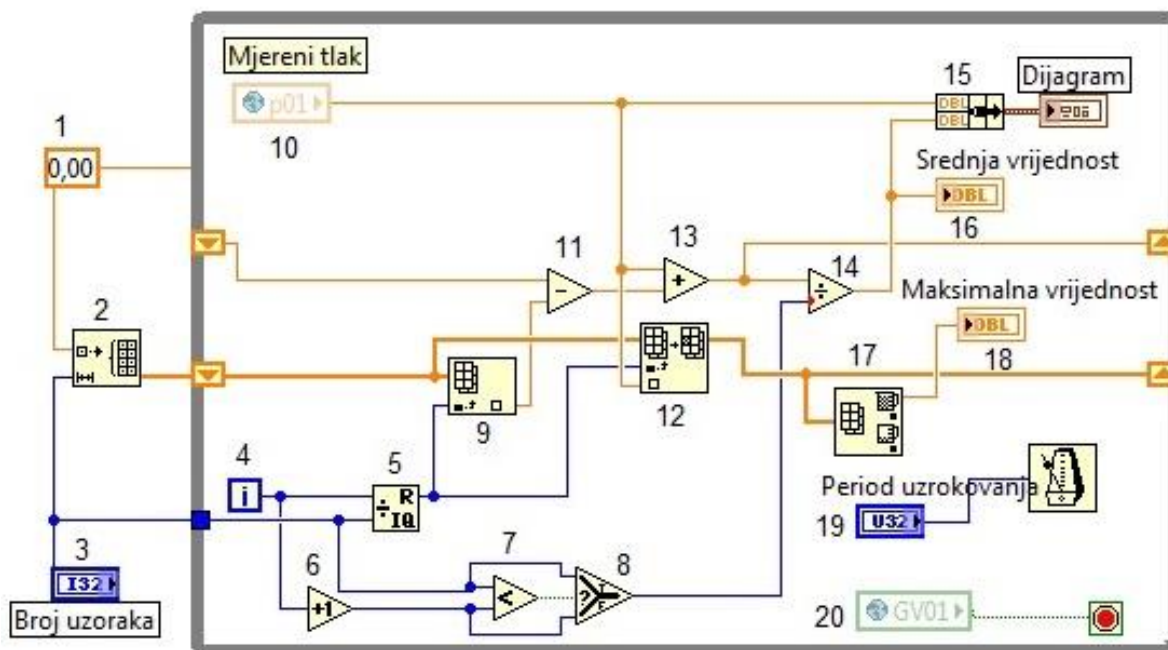 Mjereni tlak
p01
10
15
Dijagram
DBL
DBL
1
0,00
Srednja vrijednost
DBL
16
11
13
14
Maksimalna vrijednost
DBL
18
2
17
9
12
4
i
5
R
IQ
Period uzrokovanja
19
U32
3
I32
Broj uzoraka
6
+1
7
<
8
?
T
F
20
GV01